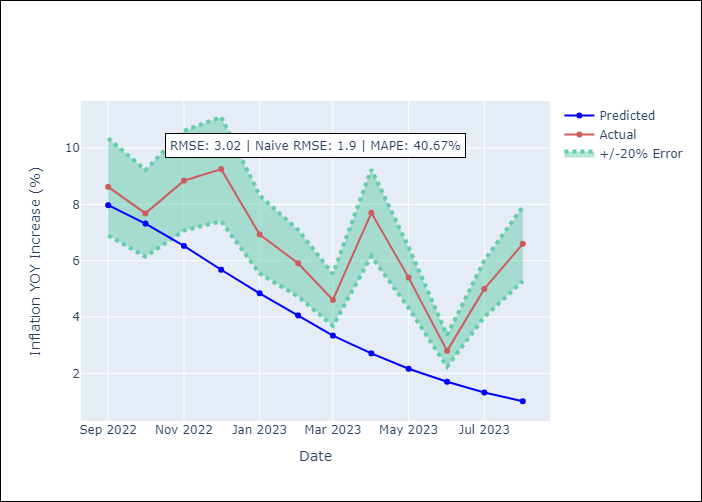 RMSE: 3.02 | Naive RMSE: 1.9 | MAPE: 40.67%
Predicted
Actual
+/-20% Error
Inflation YOY Increase (%)
10
8
6
4
2
Sep 2022
Nov 2022
Jan 2023
Mar 2023
May 2023
Jul 2023
Date